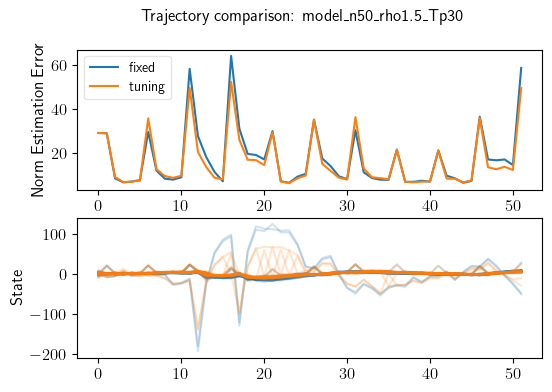 Trajectory comparison: model_n50_rho1.5_Tp30
Norm Estimation Error
60
40
20
fixed
tuning
0 10 20 30 40 50
State
100
0
−100
−200
0 10 20 30 40 50